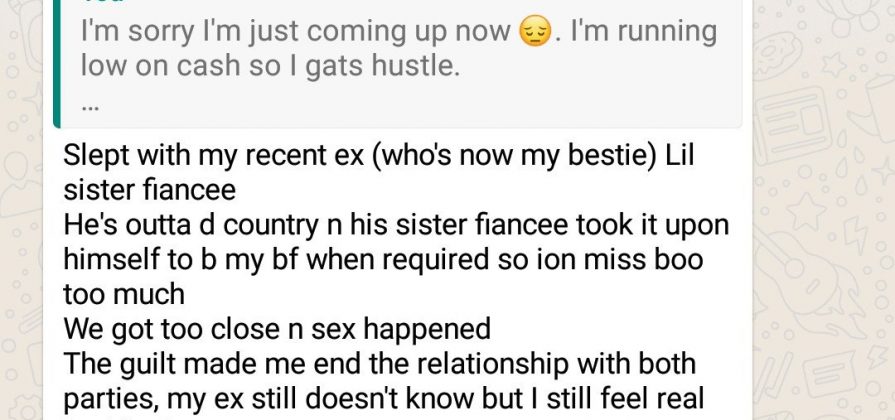 I'm sorry I'm just coming up now 😔. I'm running
low on cash so I gats hustle.
...
Slept with my recent ex (who's now my bestie) Lil
sister fiancee
He's outta d country n his sister fiancee took it upon
himself to b my bf when required so ion miss boo
too much
We got too close n sex happened
The guilt made me end the relationship with both
parties, my ex still doesn't know but I still feel real